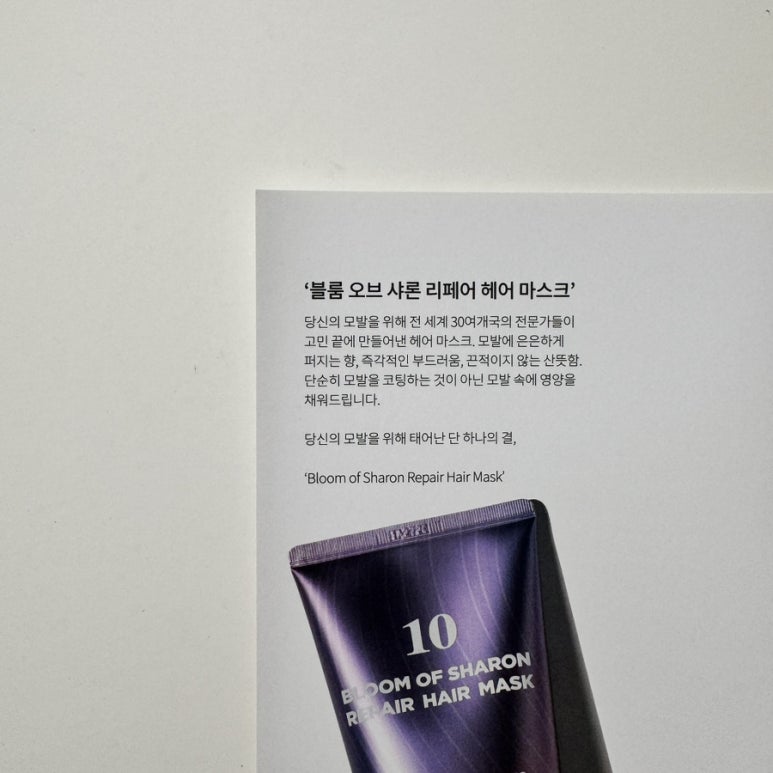 ‘블룸 오브 샤론 리페어 헤어 마스크’
당신의 모발을 위해 전 세계 30여개국의 전문가들이
고민 끝에 만들어낸 헤어 마스크. 모발에 은은하게
퍼지는 향, 즉각적인 부드러움, 끈적이지 않는 산뜻함.
단순히 모발을 코팅하는 것이 아닌 모발 속에 영양을
채워드립니다.
당신의 모발을 위해 태어난 단 하나의 결,
‘Bloom of Sharon Repair Hair Mask’
10
BLOOM OF SHARON
REPAIR HAIR MASK